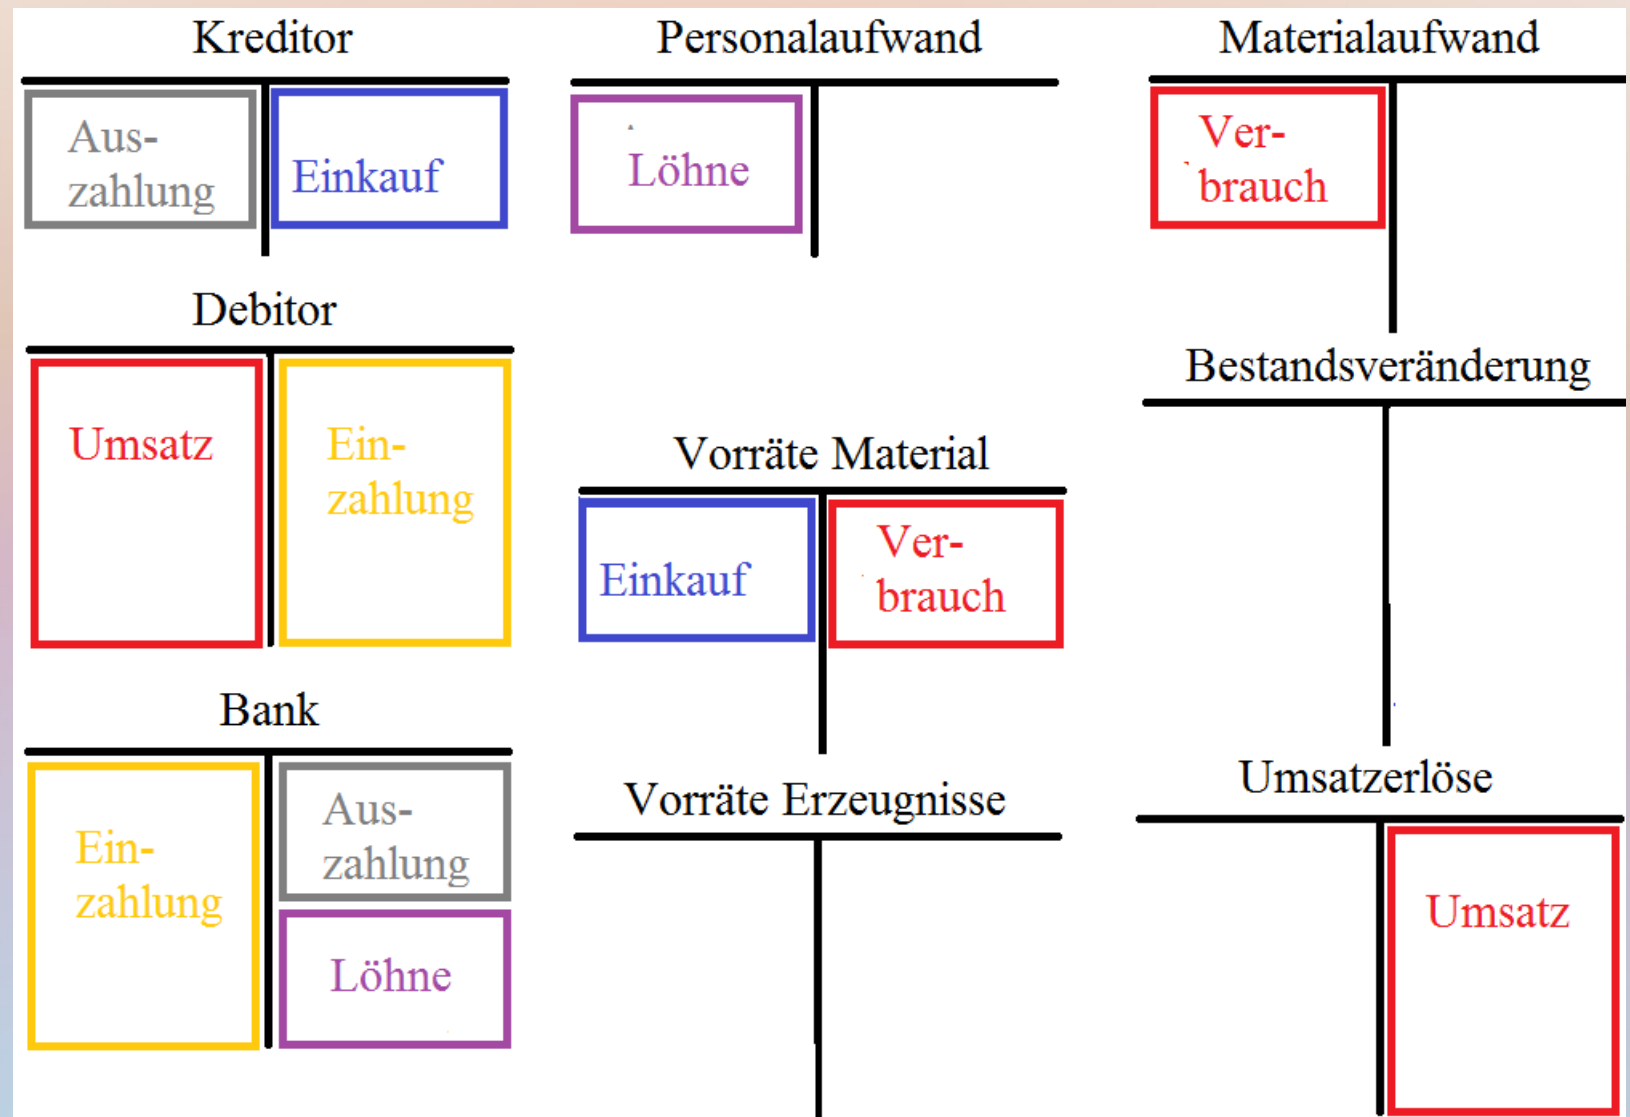 Kreditor
Aus-
zahlung
Einkauf
Personalaufwand
Löhne
Materialaufwand
Ver-
brauch
Debitor
Umsatz
Ein-
zahlung
Vorräte Material
Einkauf
Ver-
brauch
Bestandsveränderung
Bank
Ein-
zahlung
Aus-
zahlung
Löhne
Vorräte Erzeugnisse
Umsatzerlöse
Umsatz